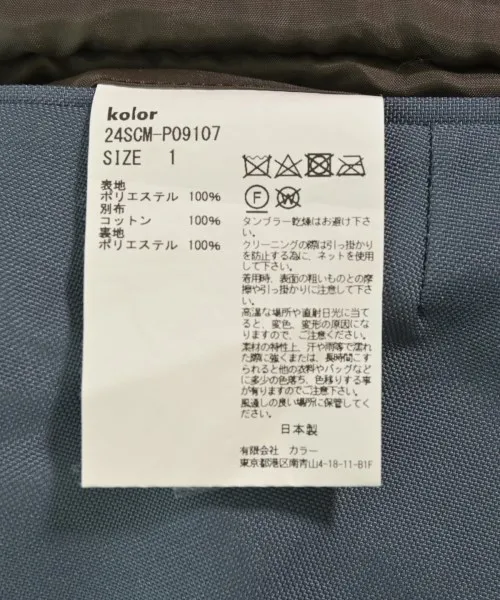 kolor
24SCM-P09107
SIZE 1
表地
ポリエステル 100%
別布
コットン 100%
裏地
ポリエステル 100%
F
W
タンブラー乾燥はお避け下さ
い。
クリーニングの際は引っ掛かり
を防止する為に、ネットを使用
して下さい。
着用時、表面の粗いものとの摩
擦や引っ掛かりに注意して下さ
い。
高温な場所や直射日光に当て
ると、変色、変形の原因にな
りますので、ご注意ください。
素材の特性上、汗や雨等で濡れ
た際に強くまたは、長時間こす
られると他の衣料やバッグなど
に多少の色落ち、色移りする事
が有りますのでご注意下さい。
風通しの良い場所に保管してく
ださい。
日本製
有限会社 カラー
東京都港区南青山4-18-11-B1F